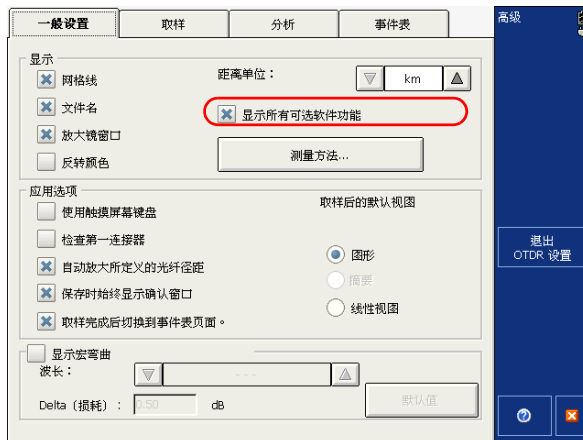 一般设置 取样 分析 事件表 高级
显示
网格线 距离单位： km
文件名 显示所有可选软件功能
放大镜窗口
反转颜色 测量方法...
应用选项
使用触摸屏幕键盘 取样后的默认视图
检查第一连接器
自动放大所定义的光纤径距 图形
保存时始终显示确认窗口 摘要
取样完成后切换到事件表页面。 线性视图
退出
OTDR 设置
显示宏弯曲
波长： ---
Delta（损耗）： 0.50 dB 默认值